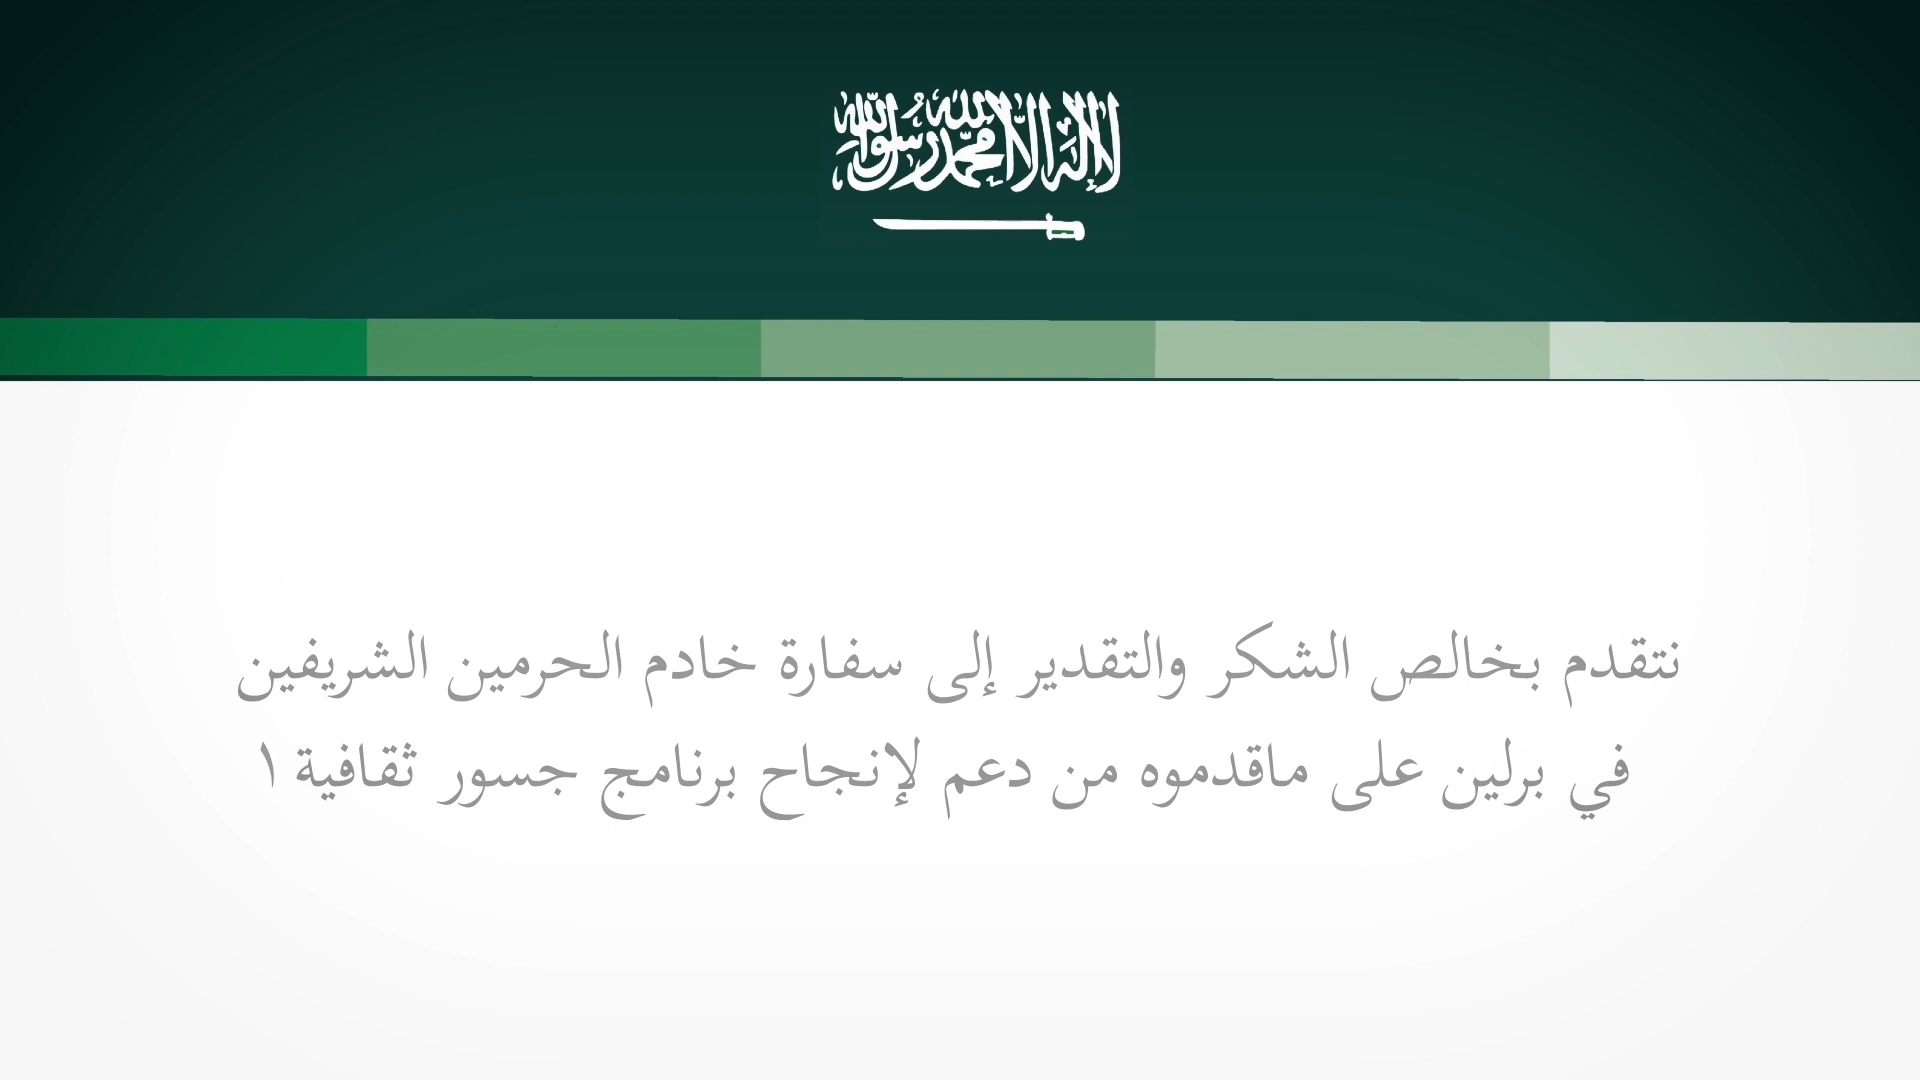 لا إله إلا الله محمد رسول الله
نتقدم بخالص الشكر والتقدير إلى سفارة خادم الحرمين الشريفين
في برلين على ماقدموه من دعم لإنجاح برنامج جسور ثقافية ١